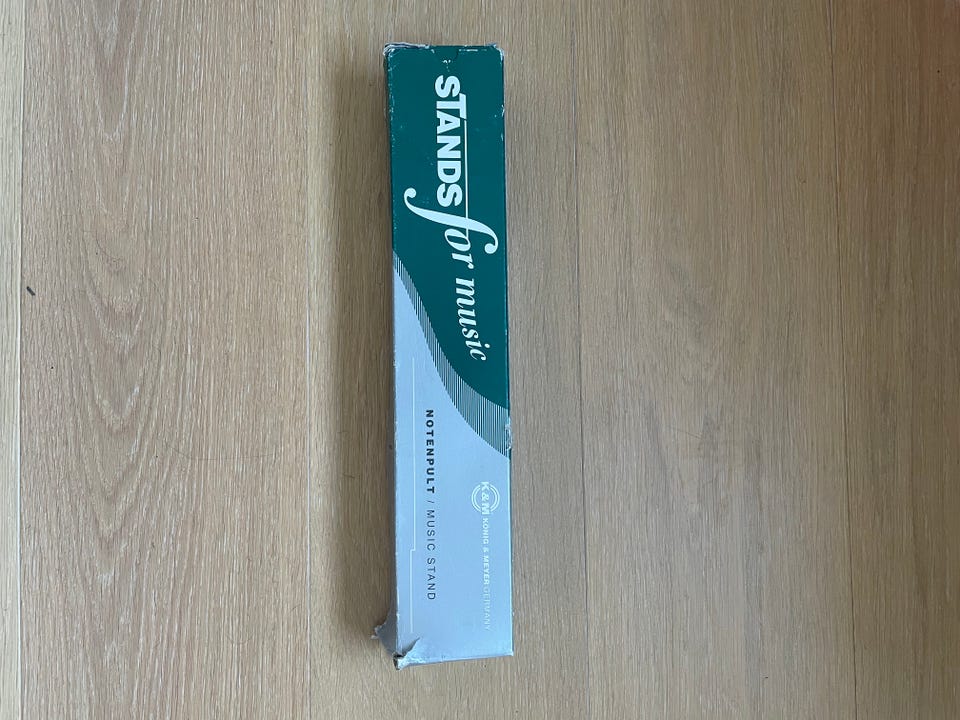 STANDS for music
NOTENPULT / MUSIC STAND
K&M KÖNIG & MEYER GERMANY